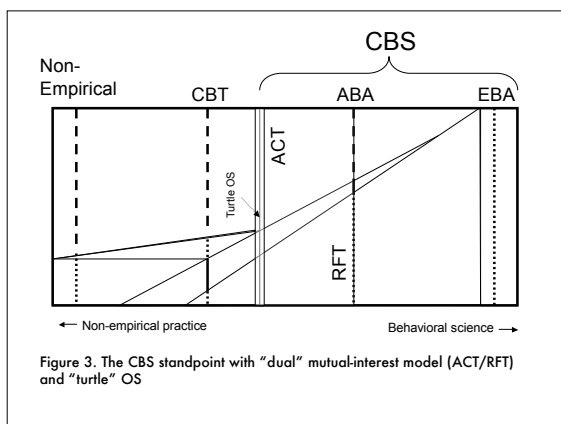 CBS
Non-
Empirical
CBT
ABA
EBA
ACT
Turtle OS
RFT
← Non-empirical practice
Behavioral science →
Figure 3. The CBS standpoint with “dual” mutual-interest model (ACT/RFT)
and “turtle” OS